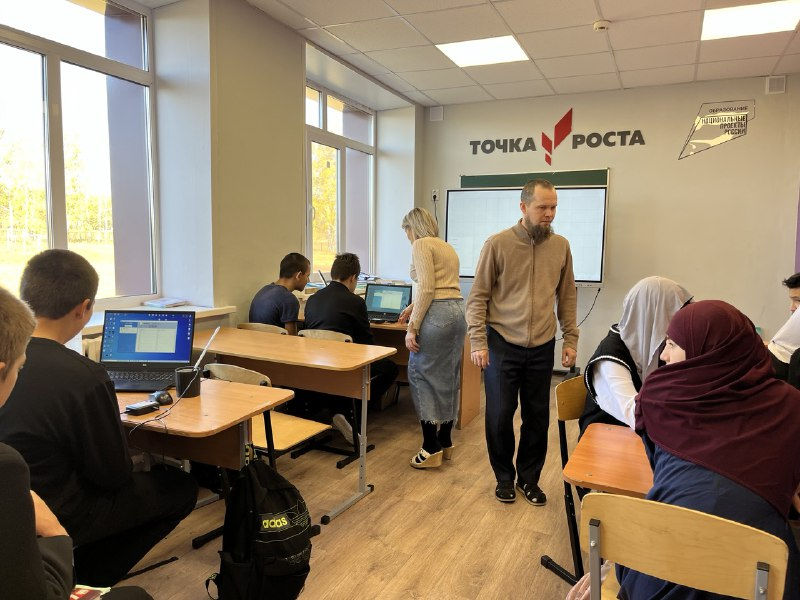 ТОЧКА РОСТА
ОБРАЗОВАНИЕ
НАЦИОНАЛЬНЫЕ
ПРОЕКТЫ
РОССИИ
adidas